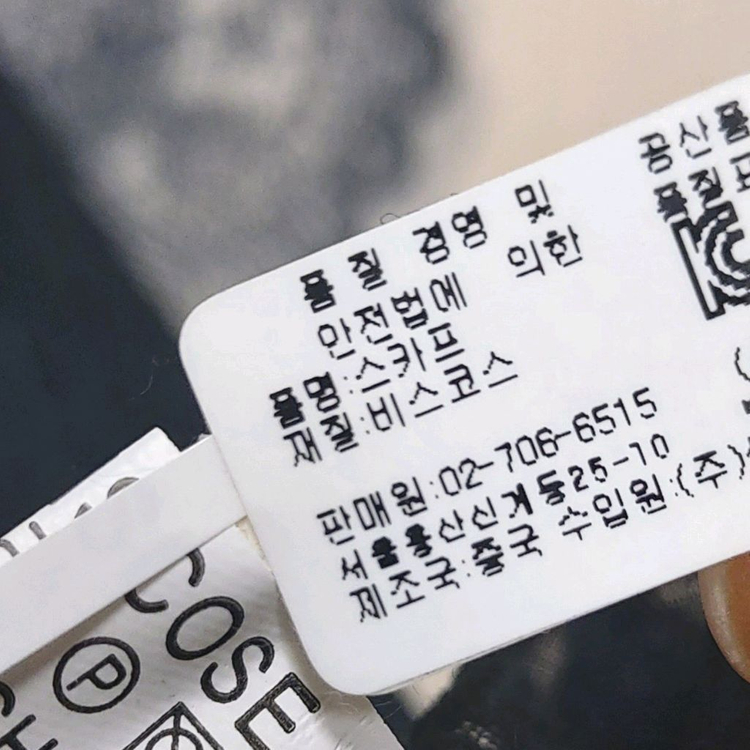 품 질 경영 및 공산품
안전법에 의한 품질표
품명:스카프
재질:비스코스
판매원:02-706-6515
서울용산신계동25-10
제조국:중국 수입원:(주)
COSE
P